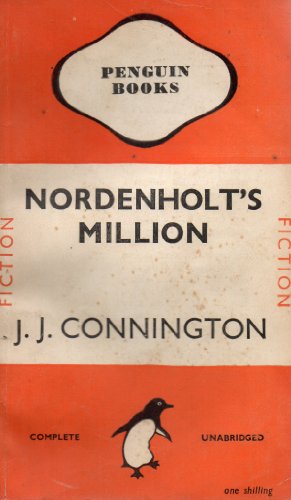 PENGUIN
BOOKS
NORDENHOLT'S
MILLION
FICTION
FICTION
J. J. CONNINGTON
COMPLETE
UNABRIDGED
one shilling